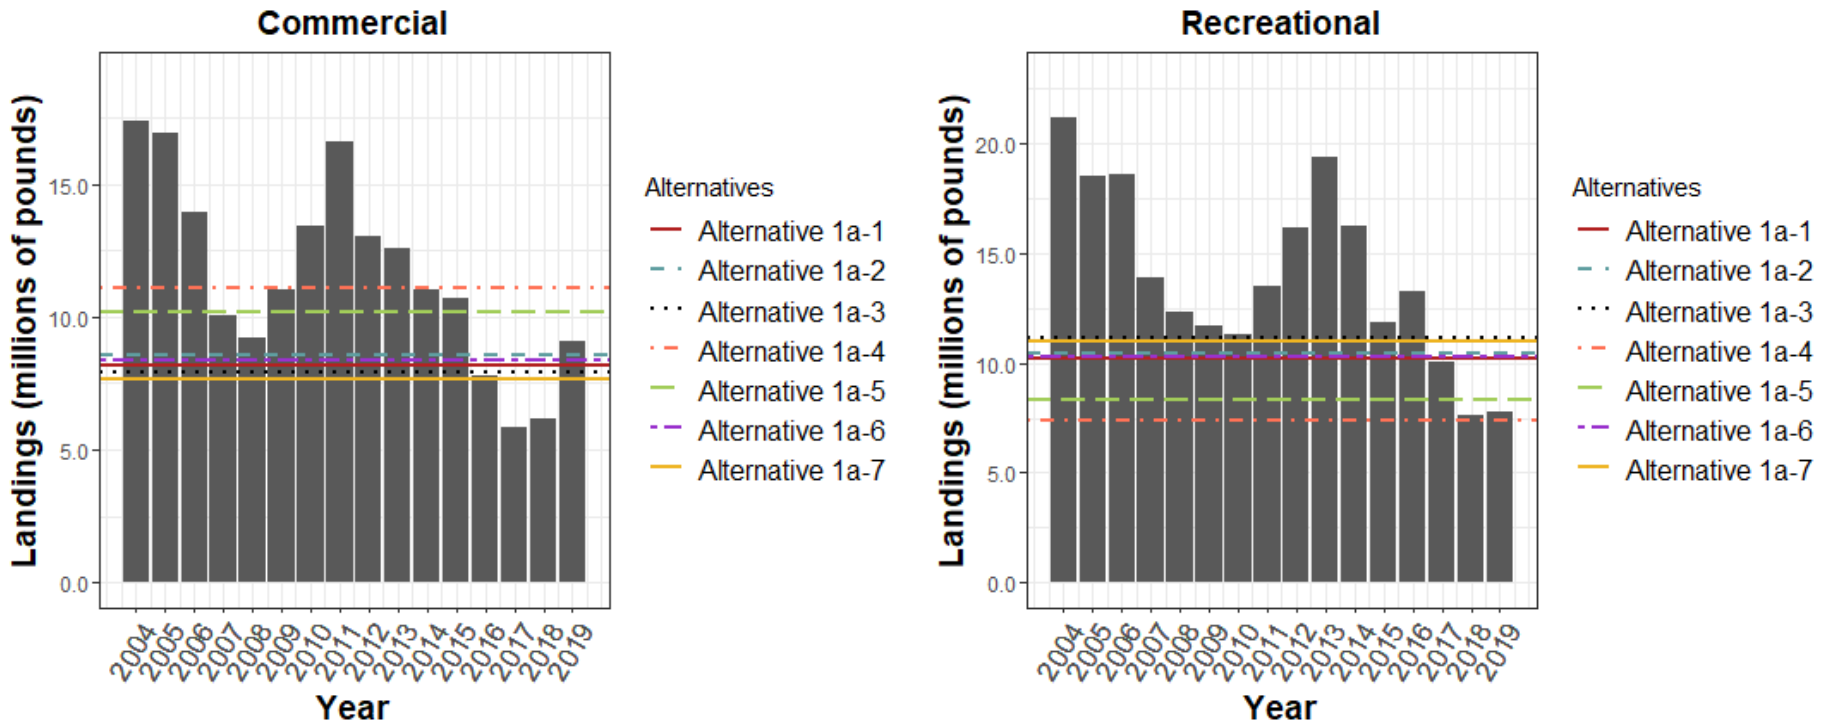 Commercial
Landings (millions of pounds)
15.0
10.0
5.0
0.0
2004
2005
2006
2007
2008
2009
2010
2011
2012
2013
2014
2015
2016
2017
2018
2019
Year
Alternatives
Alternative 1a-1
Alternative 1a-2
Alternative 1a-3
Alternative 1a-4
Alternative 1a-5
Alternative 1a-6
Alternative 1a-7
Recreational
Landings (millions of pounds)
20.0
15.0
10.0
5.0
0.0
2004
2005
2006
2007
2008
2009
2010
2011
2012
2013
2014
2015
2016
2017
2018
2019
Year
Alternatives
Alternative 1a-1
Alternative 1a-2
Alternative 1a-3
Alternative 1a-4
Alternative 1a-5
Alternative 1a-6
Alternative 1a-7